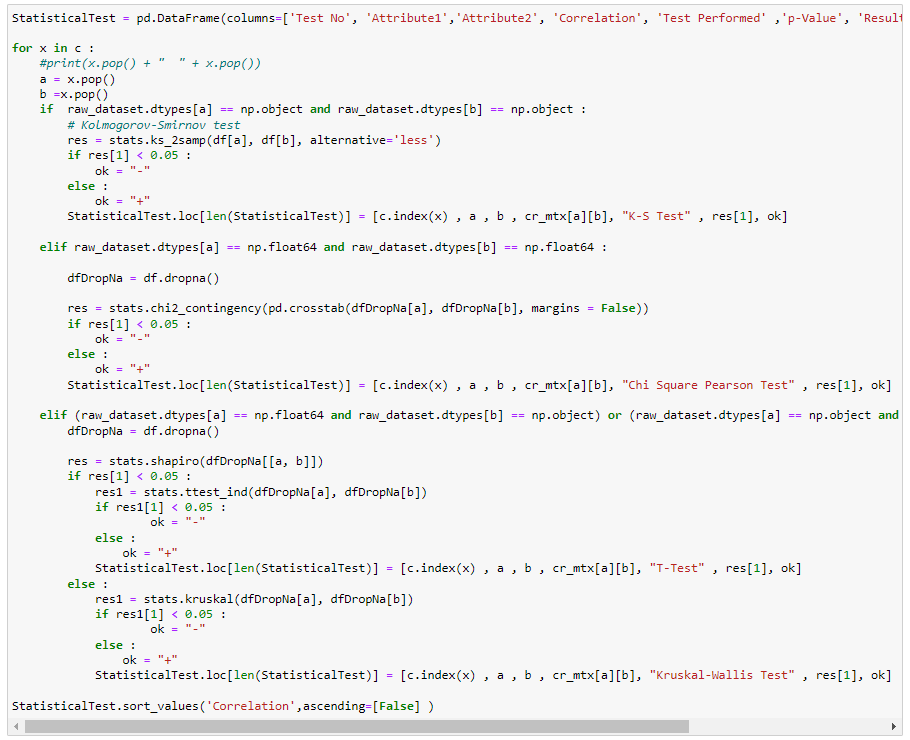 StatisticalTest = pd.DataFrame(columns=['Test No', 'Attribute1','Attribute2', 'Correlation', 'Test Performed' ,'p-Value', 'Result
for x in c :
    #print(x.pop() + "  " + x.pop())
    a = x.pop()
    b =x.pop()
    if  raw_dataset.dtypes[a] == np.object and raw_dataset.dtypes[b] == np.object :
        # Kolmogorov-Smirnov test
        res = stats.ks_2samp(df[a], df[b], alternative='less')
        if res[1] < 0.05 :
            ok = "-"
        else :
            ok = "+"
        StatisticalTest.loc[len(StatisticalTest)] = [c.index(x) , a , b , cr_mtx[a][b], "K-S Test" , res[1], ok]
    elif raw_dataset.dtypes[a] == np.float64 and raw_dataset.dtypes[b] == np.float64 :
        dfDropNa = df.dropna()
        res = stats.chi2_contingency(pd.crosstab(dfDropNa[a], dfDropNa[b], margins = False))
        if res[1] < 0.05 :
            ok = "-"
        else :
            ok = "+"
        StatisticalTest.loc[len(StatisticalTest)] = [c.index(x) , a , b , cr_mtx[a][b], "Chi Square Pearson Test" , res[1], ok]
    elif (raw_dataset.dtypes[a] == np.float64 and raw_dataset.dtypes[b] == np.object) or (raw_dataset.dtypes[a] == np.object and
        dfDropNa = df.dropna()
        res = stats.shapiro(dfDropNa[[a, b]])
        if res[1] < 0.05 :
            res1 = stats.ttest_ind(dfDropNa[a], dfDropNa[b])
            if res1[1] < 0.05 :
                    ok = "-"
            else :
                ok = "+"
            StatisticalTest.loc[len(StatisticalTest)] = [c.index(x) , a , b , cr_mtx[a][b], "T-Test" , res[1], ok]
        else :
            res1 = stats.kruskal(dfDropNa[a], dfDropNa[b])
            if res1[1] < 0.05 :
                    ok = "-"
            else :
                ok = "+"
            StatisticalTest.loc[len(StatisticalTest)] = [c.index(x) , a , b , cr_mtx[a][b], "Kruskal-Wallis Test" , res[1], ok]
StatisticalTest.sort_values('Correlation',ascending=[False] )